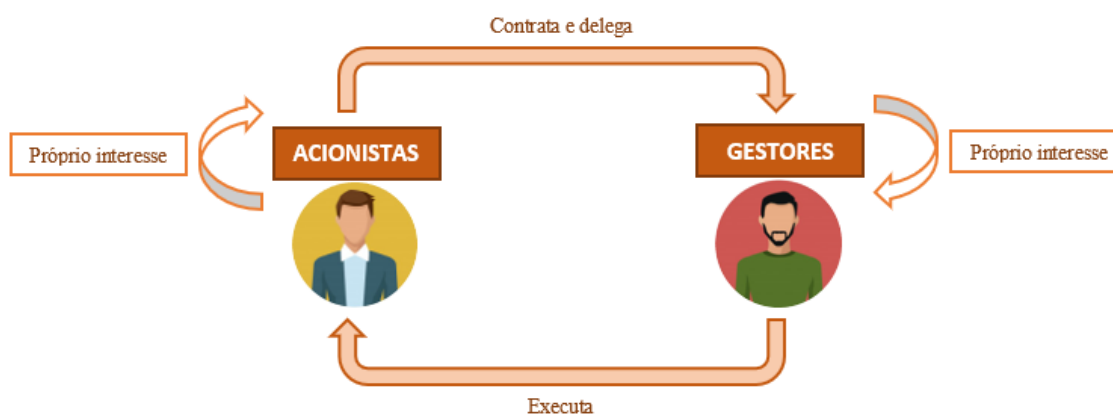 Contrata e delega
ACIONISTAS
GESTORES
Próprio interesse
Próprio interesse
Executa